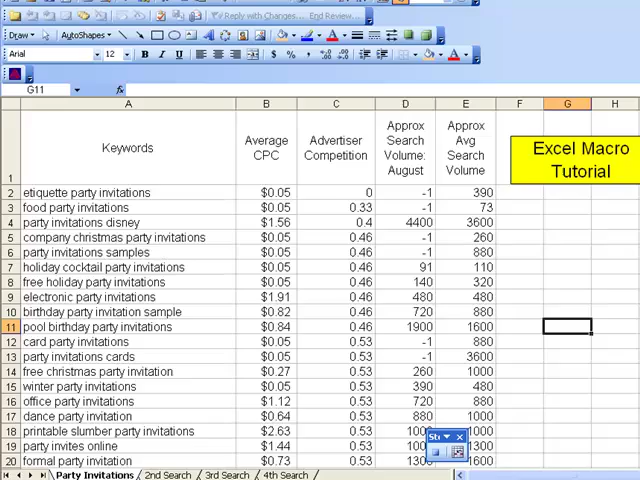 Reply with Changes... End Review...
Draw AutoShapes
Arial 12 B I U $ % ,
G11 fx
A B C D E F G H
1 Keywords Average CPC Advertiser Competition Approx Search Volume: August Approx Avg Search Volume
Excel Macro
Tutorial
2 etiquette party invitations $0.05 0 -1 390
3 food party invitations $0.05 0.33 -1 73
4 party invitations disney $1.56 0.4 4400 3600
5 company christmas party invitations $0.05 0.46 -1 260
6 party invitations samples $0.05 0.46 -1 880
7 holiday cocktail party invitations $0.05 0.46 91 110
8 free holiday party invitations $0.05 0.46 140 320
9 electronic party invitations $1.91 0.46 480 480
10 birthday party invitation sample $0.82 0.46 720 880
11 pool birthday party invitations $0.84 0.46 1900 1600
12 card party invitations $0.05 0.53 -1 880
13 party invitations cards $0.05 0.53 -1 3600
14 free christmas party invitation $0.27 0.53 260 1000
15 winter party invitations $0.05 0.53 390 480
16 office party invitations $1.12 0.53 720 880
17 dance party invitation $0.64 0.53 880 1000
18 printable slumber party invitations $2.63 0.53 1000
19 party invites online $1.44 0.53 1300
20 formal party invitation $0.73 0.53 1300 1600
Party Invitations 2nd Search 3rd Search 4th Search